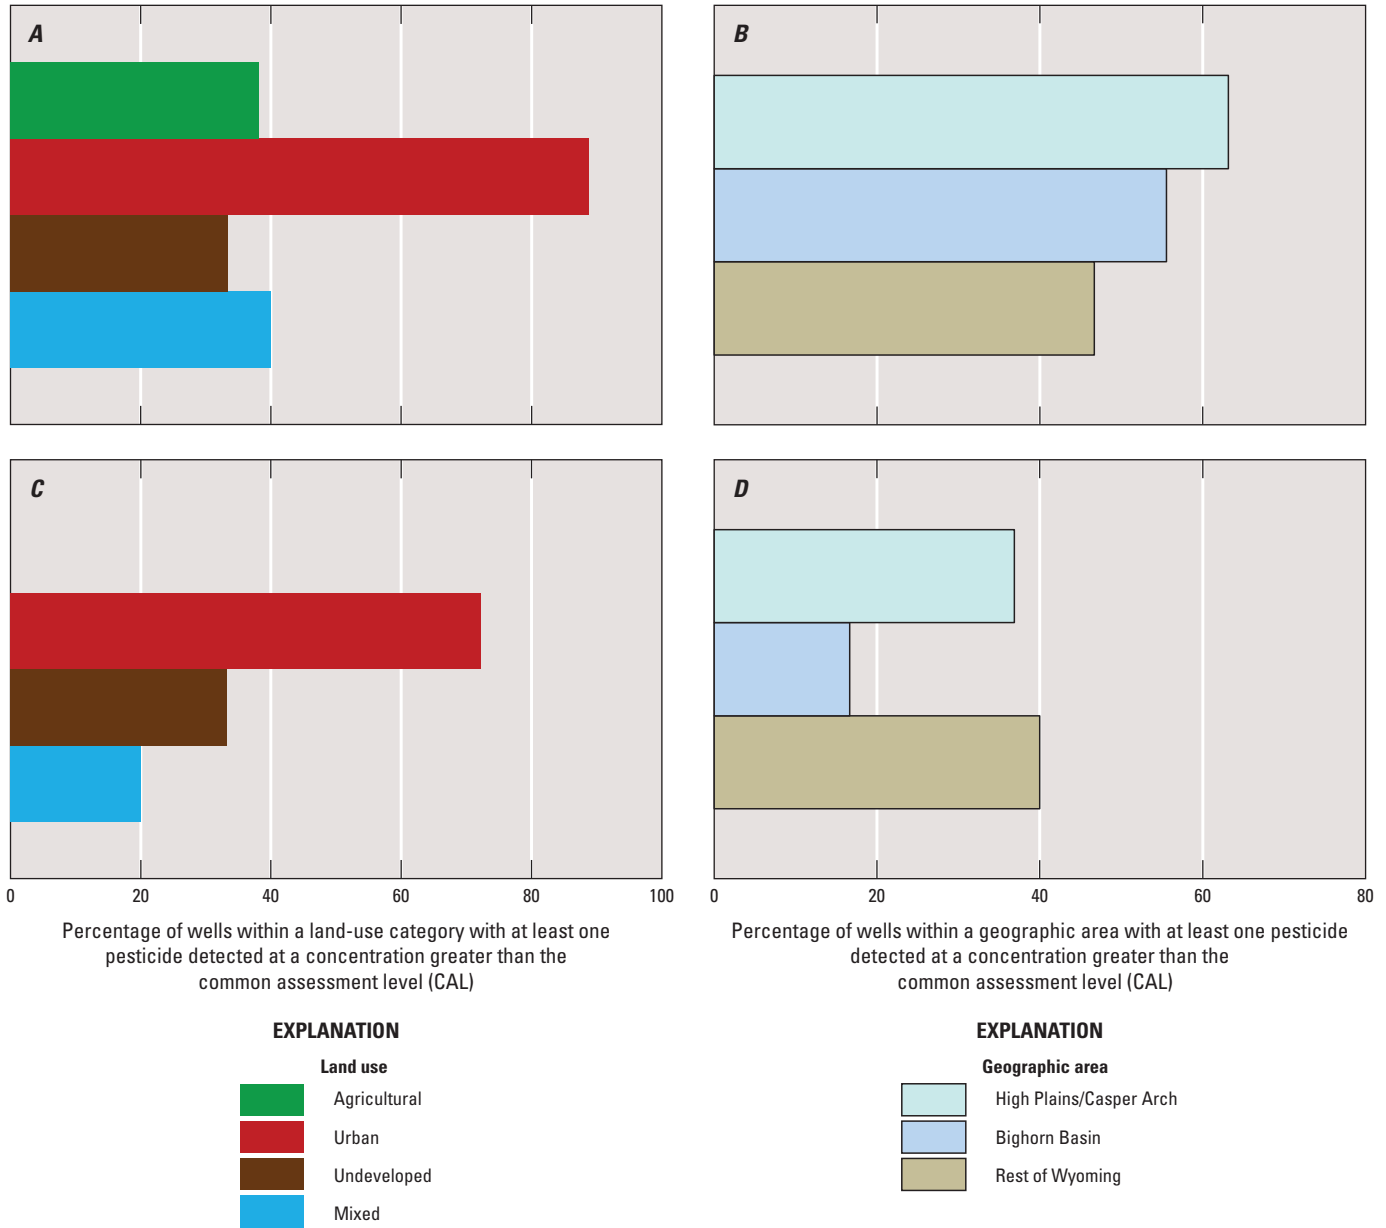 A
B
C
D
0 20 40 60 80 100
0 20 40 60 80
Percentage of wells within a land-use category with at least one
pesticide detected at a concentration greater than the
common assessment level (CAL)
Percentage of wells within a geographic area with at least one pesticide
detected at a concentration greater than the
common assessment level (CAL)
EXPLANATION
Land use
Agricultural
Urban
Undeveloped
Mixed
EXPLANATION
Geographic area
High Plains/Casper Arch
Bighorn Basin
Rest of Wyoming